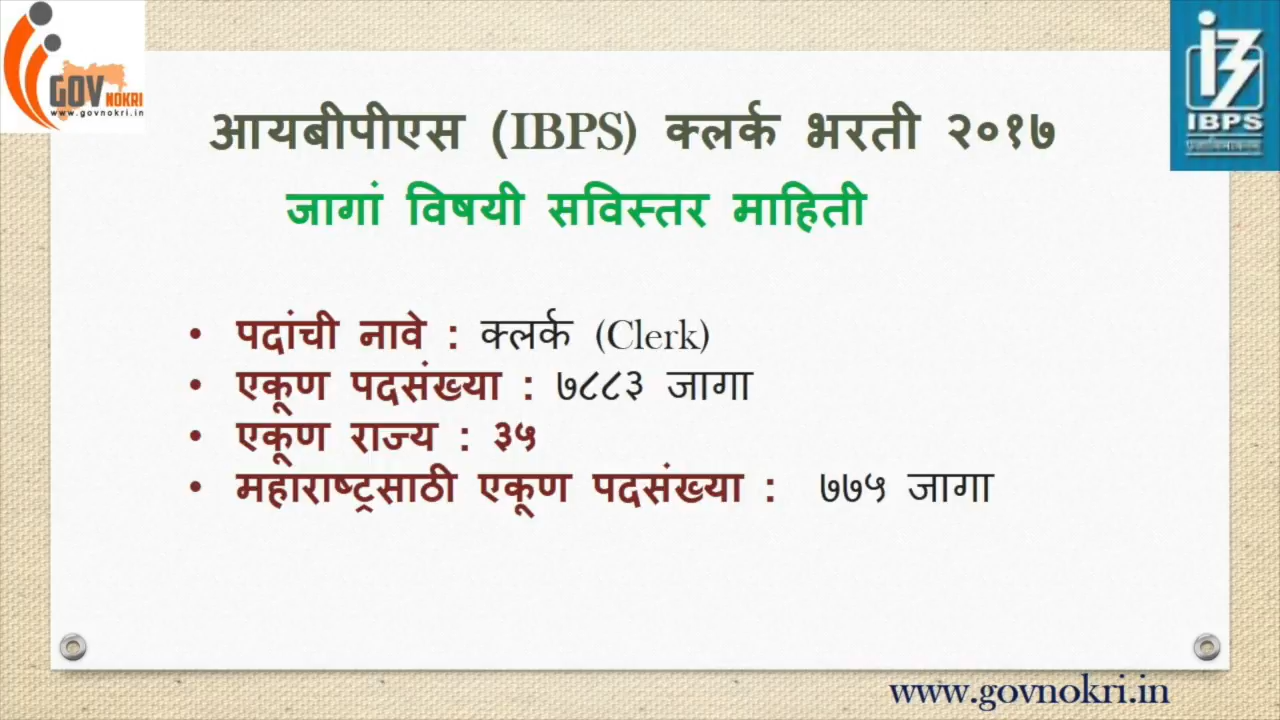 GOV NOKRI
www.govnokri.in
IBPS
आयबीपीएस (IBPS) क्लर्क भरती २०१७
जागां विषयी सविस्तर माहिती
• पदांची नावे : क्लर्क (Clerk)
• एकूण पदसंख्या : ७८८३ जागा
• एकूण राज्य : ३५
• महाराष्ट्रसाठी एकूण पदसंख्या : ७७५ जागा
www.govnokri.in